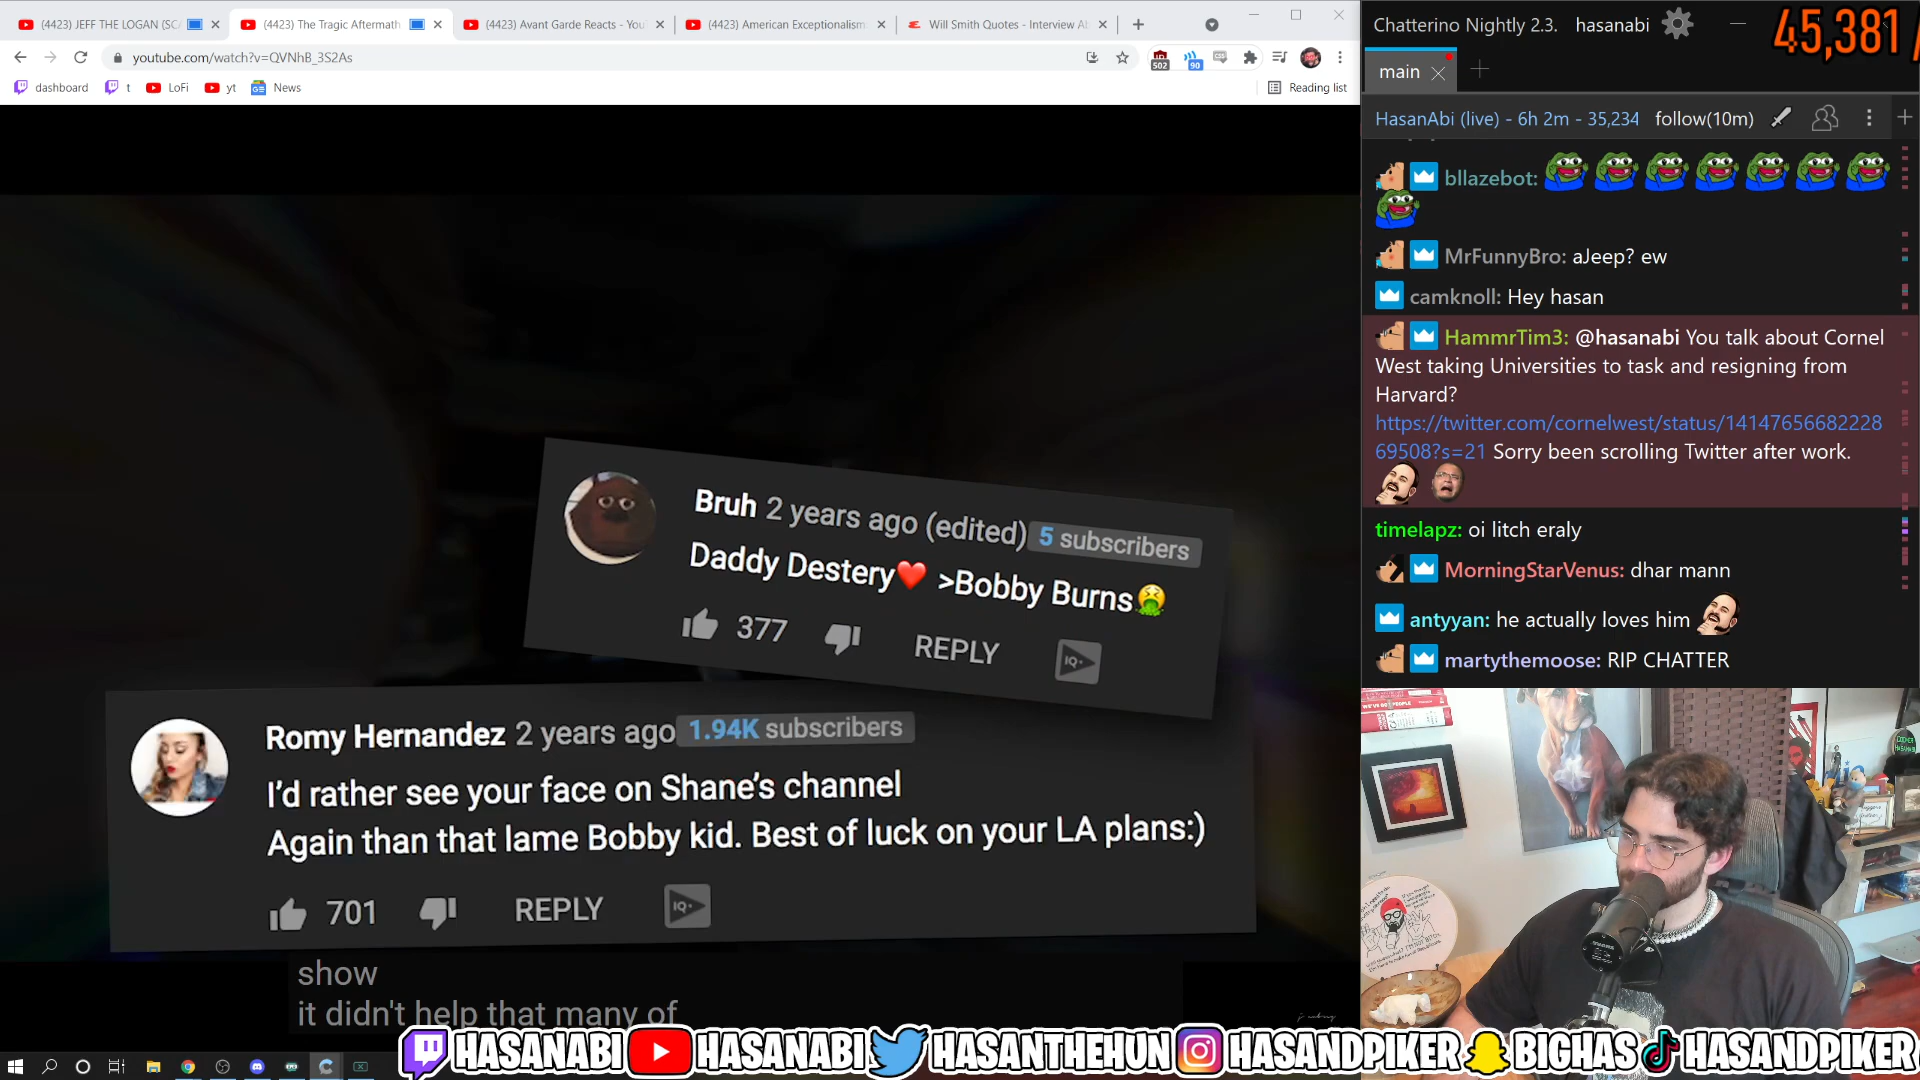 (4423) JEFF THE LOGAN (SC
(4423) The Tragic Aftermath
(4423) Avant Garde Reacts - You
(4423) American Exceptionalism
Will Smith Quotes - Interview Ab
youtube.com/watch?v=QVNhB_3S2As
502
90
dashboard
t
LoFi
yt
News
Reading list
Bruh 2 years ago (edited) 5 subscribers
Daddy Destery❤️ >Bobby Burns🤮
377
REPLY
IQ
Romy Hernandez 2 years ago 1.94K subscribers
I'd rather see your face on Shane's channel
Again than that lame Bobby kid. Best of luck on your LA plans:)
701
REPLY
IQ
show
it didn't help that many of
Chatterino Nightly 2.3.
hasanabi
45,381 /
main
HasanAbi (live) - 6h 2m - 35,234
follow(10m)
bllazebot:
MrFunnyBro: aJeep? ew
camknoll: Hey hasan
HammrTim3: @hasanabi You talk about Cornel
West taking Universities to task and resigning from
Harvard?
https://twitter.com/cornelwest/status/14147656682228
69508?s=21 Sorry been scrolling Twitter after work.
timelapz: oi litch eraly
MorningStarVenus: dhar mann
antyyan: he actually loves him
martythemoose: RIP CHATTER
HASANABI
HASANABI
HASANTHEHUN
HASANDPIKER
BIGHAS
HASANDPIKER